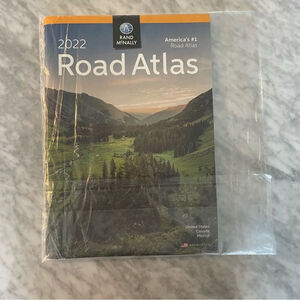 RAND
McNALLY
2022
America's #1
Road Atlas
Road Atlas
United States
Canada
Mexico